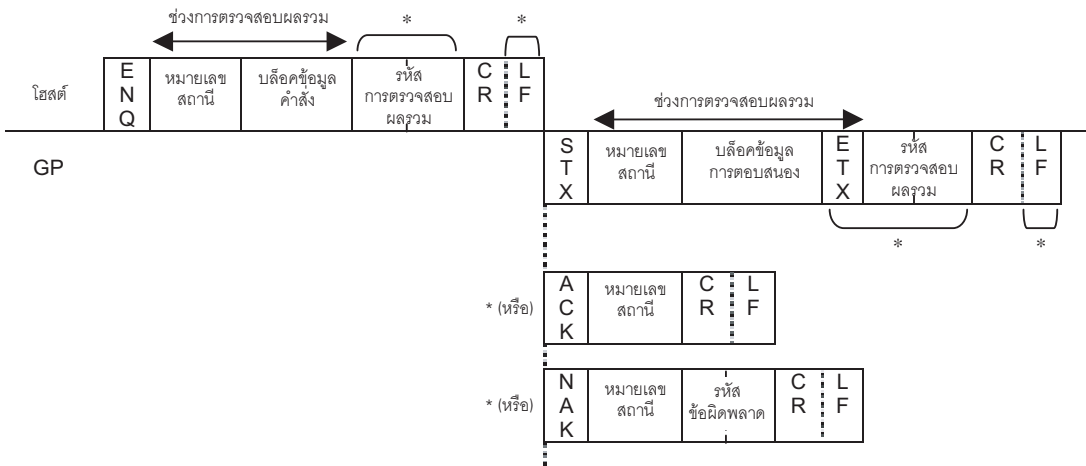 ช่วงการตรวจสอบผลรวม * *
โฮสต์
E
N
Q
หมายเลข
สถานี
บล็อคข้อมูล
คำสั่ง
รหัส
การตรวจสอบ
ผลรวม
C
R
L
F
ช่วงการตรวจสอบผลรวม
GP
S
T
X
หมายเลข
สถานี
บล็อคข้อมูล
การตอบสนอง
E
T
X
รหัส
การตรวจสอบ
ผลรวม
C
R
L
F
* *
* (หรือ)
A
C
K
หมายเลข
สถานี
C
R
L
F
* (หรือ)
N
A
K
หมายเลข
สถานี
รหัส
ข้อผิดพลาด
C
R
L
F